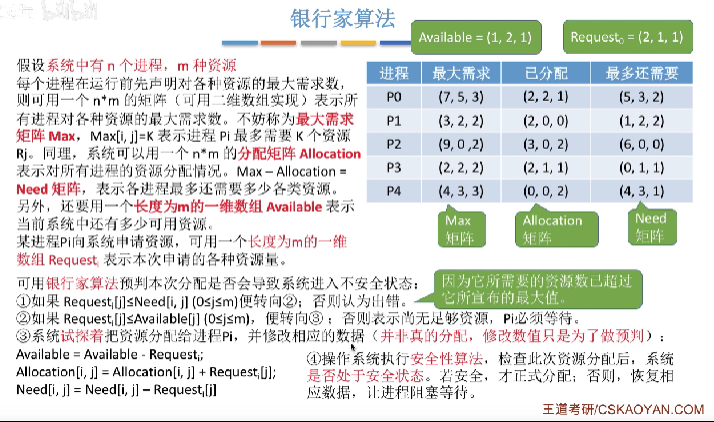 银行家算法
Available = (1, 2, 1)
Request₀ = (2, 1, 1)
假设系统中有 n 个进程，m 种资源
每个进程在运行前先声明对各种资源的最大需求数，
则可用一个 n*m 的矩阵（可用二维数组实现）表示所
有进程对各种资源的最大需求数。不妨称为最大需求
矩阵 Max，Max[i, j]=K 表示进程 Pi 最多需要 K 个资源
Rj。同理，系统可以用一个 n*m 的分配矩阵 Allocation
表示对所有进程的资源分配情况。Max – Allocation =
Need 矩阵，表示各进程最多还需要多少各类资源。
另外，还要用一个长度为m的一维数组 Available 表示
当前系统中还有多少可用资源。
某进程Pi向系统申请资源，可用一个长度为m的一维
数组 Requestᵢ 表示本次申请的各种资源量。
进程 最大需求 已分配 最多还需要
P0 (7, 5, 3) (2, 2, 1) (5, 3, 2)
P1 (3, 2, 2) (2, 0, 0) (1, 2, 2)
P2 (9, 0 ,2) (3, 0, 2) (6, 0, 0)
P3 (2, 2, 2) (2, 1, 1) (0, 1, 1)
P4 (4, 3, 3) (0, 0, 2) (4, 3, 1)
Max
矩阵
Allocation
矩阵
Need
矩阵
可用银行家算法预判本次分配是否会导致系统进入不安全状态：
①如果 Requestᵢ[j]≤Need[i, j] (0≤j≤m)便转向②；否则认为出错。
因为它所需要的资源数已超过
它所宣布的最大值。
②如果 Requestᵢ[j]≤Available[j] (0≤j≤m)，便转向③；否则表示尚无足够资源，Pi必须等待。
③系统试探着把资源分配给进程Pi，并修改相应的数据（并非真的分配，修改数值只是为了做预判）：
Available = Available - Requestᵢ;
Allocation[i, j] = Allocation[i, j] + Requestᵢ[j];
Need[i, j] = Need[i, j] – Requestᵢ[j]
④操作系统执行安全性算法，检查此次资源分配后，系统
是否处于安全状态。若安全，才正式分配；否则，恢复相
应数据，让进程阻塞等待。
王道考研/CSKAOYAN.COM